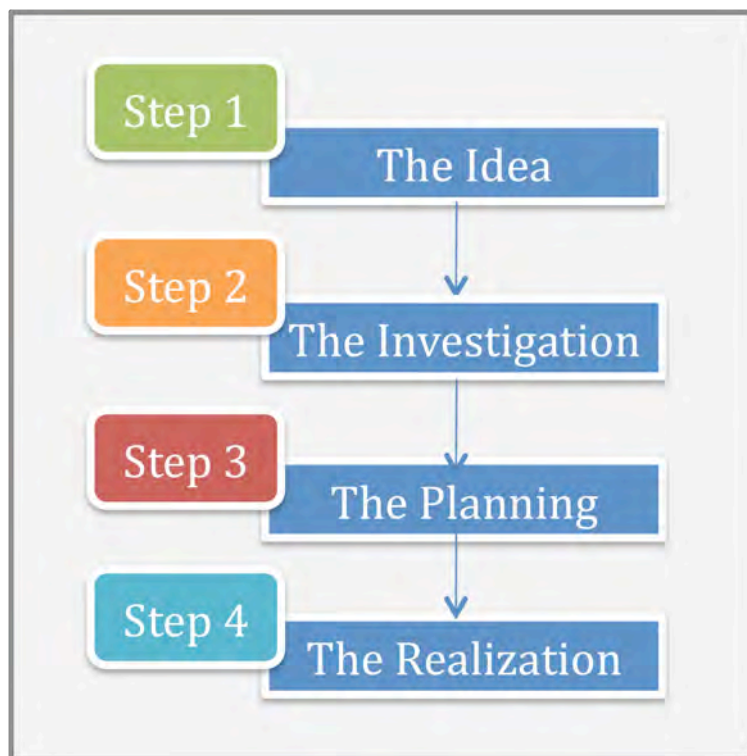 Step 1
The Idea
Step 2
The Investigation
Step 3
The Planning
Step 4
The Realization